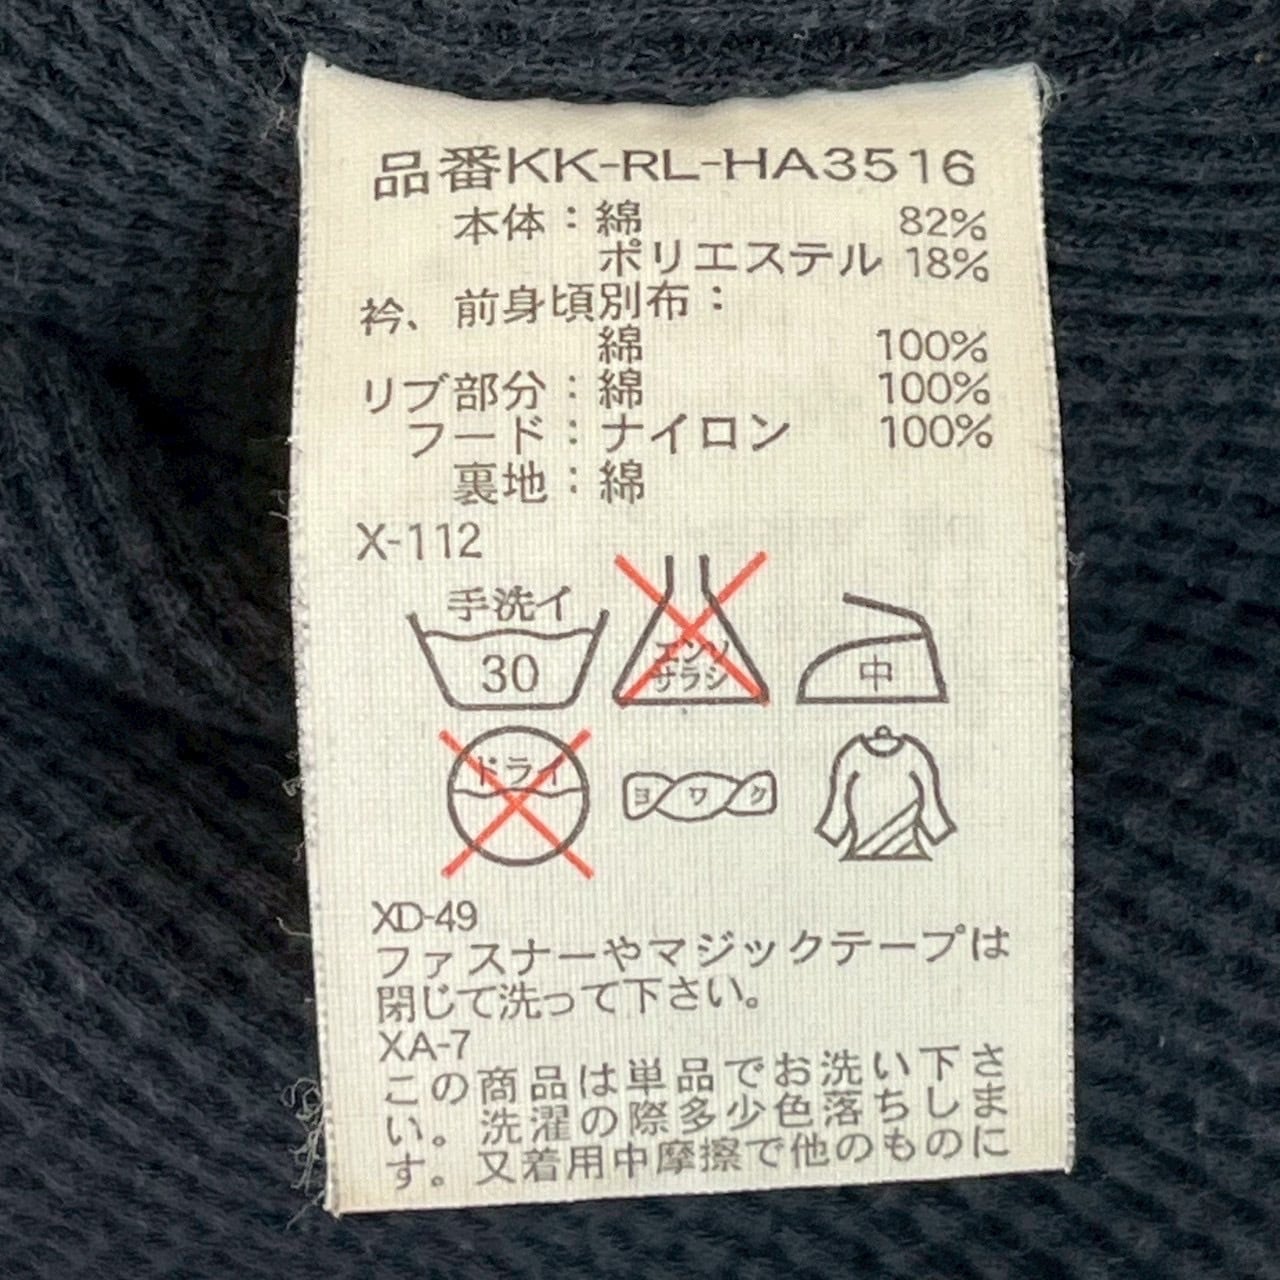 品番KK-RL-HA3516
本体：綿 82%
ポリエステル 18%
衿、前身頃別布：
綿 100%
リブ部分：綿 100%
フード：ナイロン 100%
裏地：綿
X-112
手洗イ
30
エンソ
サラシ
中
ドライ
ヨワク
XD-49
ファスナーやマジックテープは
閉じて洗って下さい。
XA-7
この商品は単品でお洗い下さ
い。洗濯の際多少色落ちしま
す。又着用中摩擦で他のものに